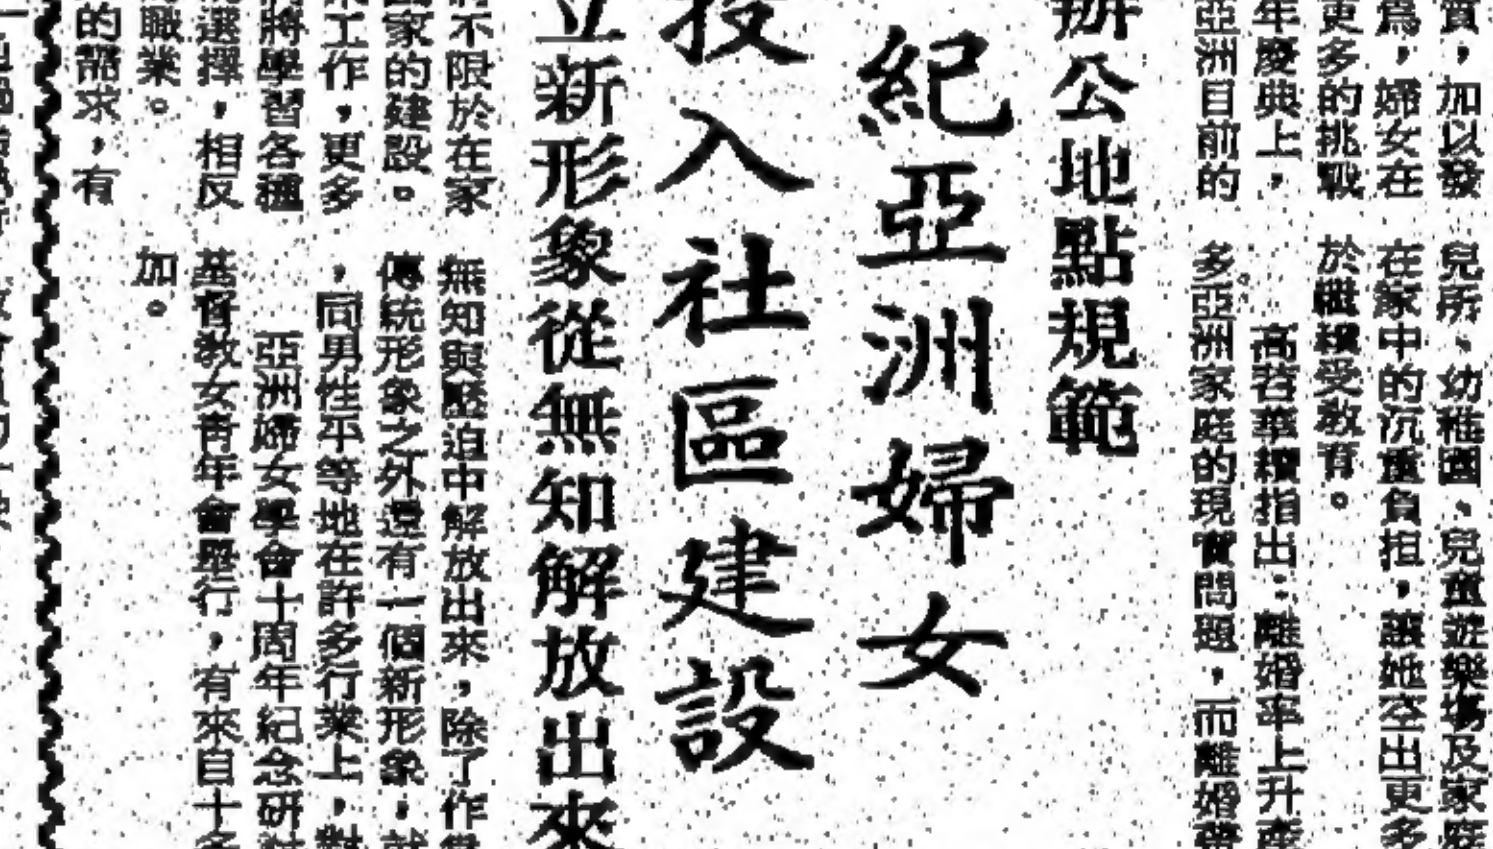 質，加以發
為，婦女在
更多的挑戰
年慶典上，
亞洲目前的
兒所、幼稚園、兒童遊樂場及家庭
在家中的沉重負担，讓她空出更多
於職業受教育。
高苕華續指出：離婚率上升產
多亞洲家庭的現實問題，而離婚帶
辦公地點規範
紀亞洲婦女
投入社區建設
立新形象從無知解放出來
不限於在家
家的建設。
工作，更多
將學習各種
選擇，相反
職業。
的需求，有
無知與壓迫中解放出來，除了作
傳統形象之外還有一個新形象，就
，同男性平等地在許多行業上，對
亞洲婦女學會十周年紀念研討
基督教女青年會舉行，有來自十多
加。